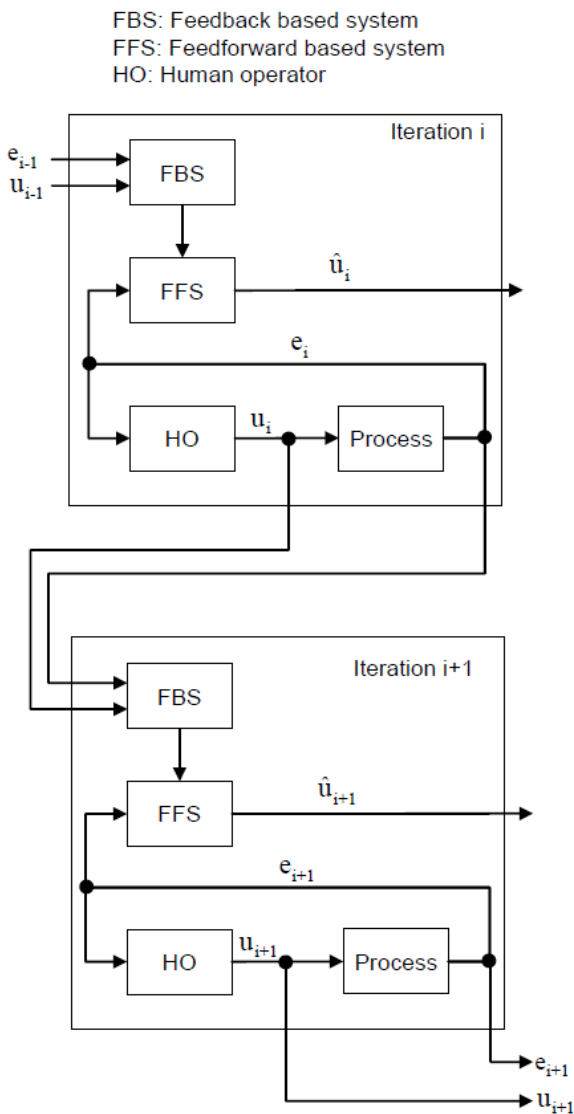 FBS: Feedback based system
FFS: Feedforward based system
HO: Human operator
Iteration i
e_{i-1}
u_{i-1}
FBS
û_i
FFS
e_i
u_i
HO
Process
Iteration i+1
FBS
û_{i+1}
FFS
e_{i+1}
u_{i+1}
HO
Process
e_{i+1}
u_{i+1}